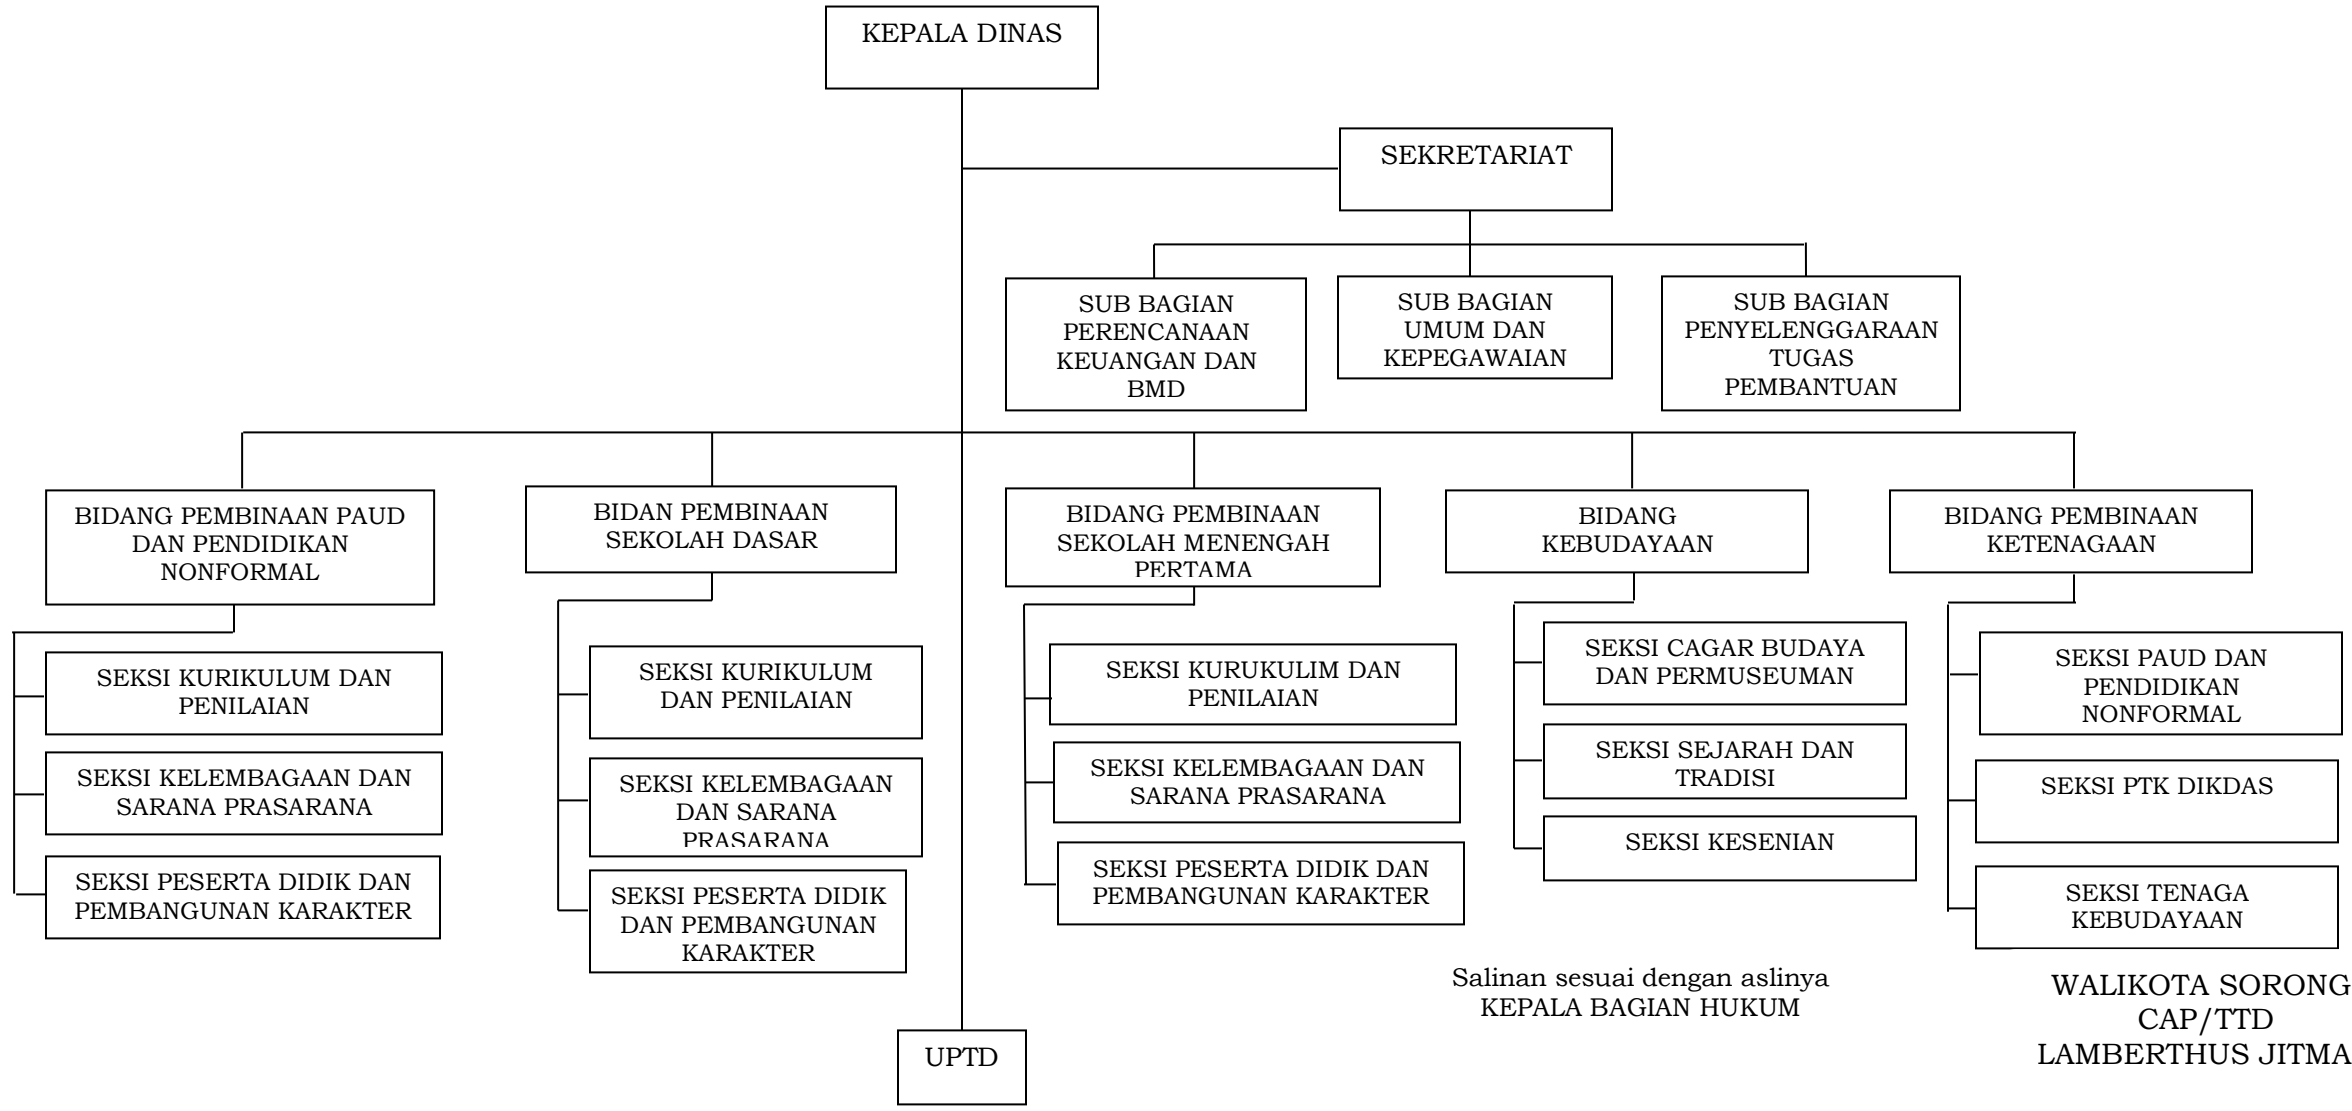 KEPALA DINAS
SEKRETARIAT
SUB BAGIAN
PERENCANAAN
KEUANGAN DAN
BMD
SUB BAGIAN
UMUM DAN
KEPEGAWAIAN
SUB BAGIAN
PENYELENGGARAAN
TUGAS
PEMBANTUAN
BIDANG PEMBINAAN PAUD
DAN PENDIDIKAN
NONFORMAL
SEKSI KURIKULUM DAN
PENILAIAN
SEKSI KELEMBAGAAN DAN
SARANA PRASARANA
SEKSI PESERTA DIDIK DAN
PEMBANGUNAN KARAKTER
BIDAN PEMBINAAN
SEKOLAH DASAR
SEKSI KURIKULUM
DAN PENILAIAN
SEKSI KELEMBAGAAN
DAN SARANA
PRASARANA
SEKSI PESERTA DIDIK
DAN PEMBANGUNAN
KARAKTER
BIDANG PEMBINAAN
SEKOLAH MENENGAH
PERTAMA
SEKSI KURUKULIM DAN
PENILAIAN
SEKSI KELEMBAGAAN DAN
SARANA PRASARANA
SEKSI PESERTA DIDIK DAN
PEMBANGUNAN KARAKTER
BIDANG
KEBUDAYAAN
SEKSI CAGAR BUDAYA
DAN PERMUSEUMAN
SEKSI SEJARAH DAN
TRADISI
SEKSI KESENIAN
BIDANG PEMBINAAN
KETENAGAAN
SEKSI PAUD DAN
PENDIDIKAN
NONFORMAL
SEKSI PTK DIKDAS
SEKSI TENAGA
KEBUDAYAAN
UPTD
Salinan sesuai dengan aslinya
KEPALA BAGIAN HUKUM
WALIKOTA SORONG
CAP/TTD
LAMBERTHUS JITMA